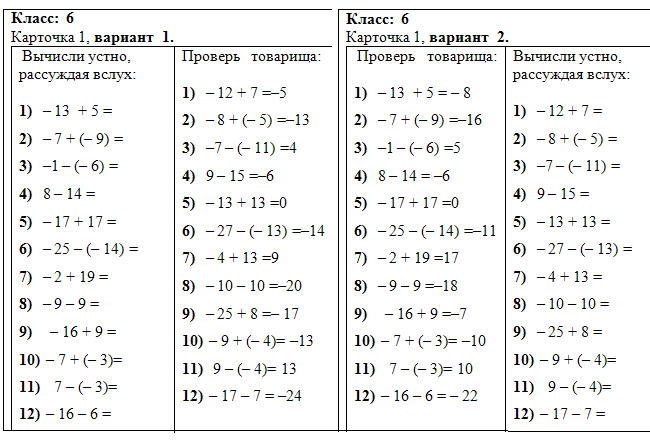 Класс: 6
Карточка 1, вариант 1.
Вычисли устно,
рассуждая вслух:
1) – 13 + 5 =
2) – 7 + (– 9) =
3) –1 – (– 6) =
4) 8 – 14 =
5) – 17 + 17 =
6) – 25 – (– 14) =
7) – 2 + 19 =
8) – 9 – 9 =
9) – 16 + 9 =
10) – 7 + (– 3)=
11) 7 – (– 3)=
12) – 16 – 6 =
Проверь товарища:
1) – 12 + 7 =–5
2) – 8 + (– 5) =–13
3) –7 – (– 11) =4
4) 9 – 15 =–6
5) – 13 + 13 =0
6) – 27 – (– 13) =–14
7) – 4 + 13 =9
8) – 10 – 10 =–20
9) – 25 + 8 =– 17
10) – 9 + (– 4)= –13
11) 9 – (– 4)= 13
12) – 17 – 7 = –24
Класс: 6
Карточка 1, вариант 2.
Проверь товарища:
1) – 13 + 5 = – 8
2) – 7 + (– 9) =–16
3) –1 – (– 6) =5
4) 8 – 14 = –6
5) – 17 + 17 =0
6) – 25 – (– 14) =–11
7) – 2 + 19 =17
8) – 9 – 9 =–18
9) – 16 + 9 =–7
10) – 7 + (– 3)= –10
11) 7 – (– 3)= 10
12) – 16 – 6 = – 22
Вычисли устно,
рассуждая вслух:
1) – 12 + 7 =
2) – 8 + (– 5) =
3) –7 – (– 11) =
4) 9 – 15 =
5) – 13 + 13 =
6) – 27 – (– 13) =
7) – 4 + 13 =
8) – 10 – 10 =
9) – 25 + 8 =
10) – 9 + (– 4)=
11) 9 – (– 4)=
12) – 17 – 7 =